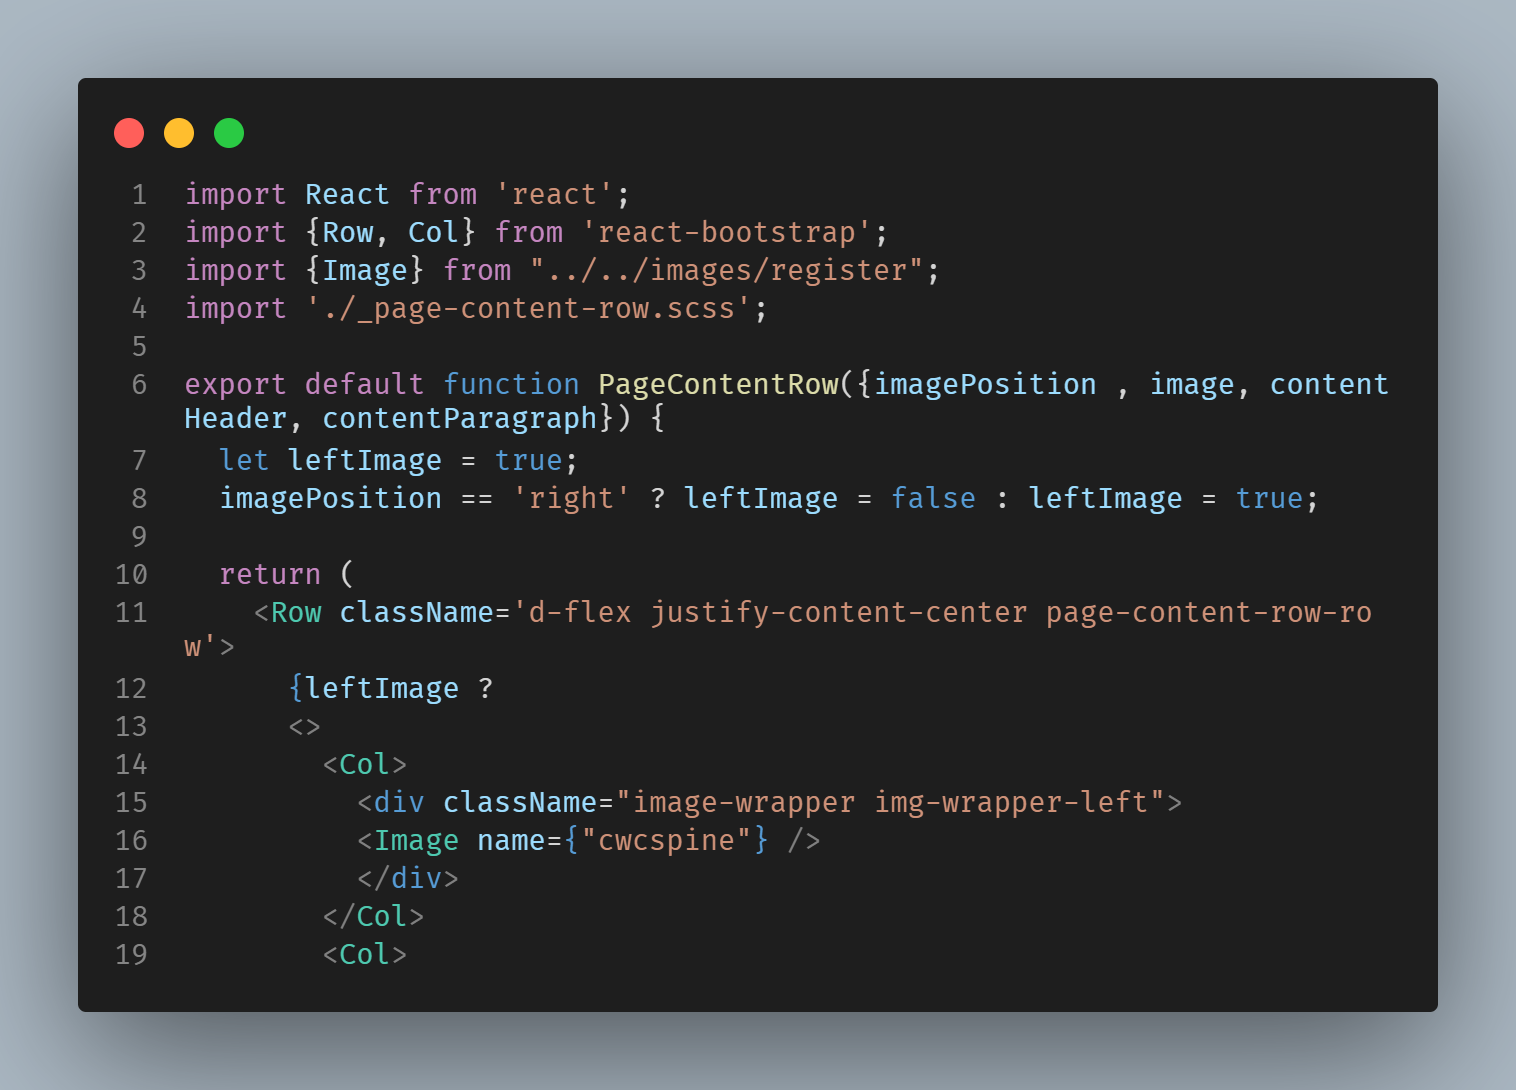 1 import React from 'react';
2 import {Row, Col} from 'react-bootstrap';
3 import {Image} from "../../images/register";
4 import './_page-content-row.scss';
5
6 export default function PageContentRow({imagePosition , image, content
Header, contentParagraph}) {
7   let leftImage = true;
8   imagePosition == 'right' ? leftImage = false : leftImage = true;
9
10   return (
11     <Row className='d-flex justify-content-center page-content-row-ro
w'>
12       {leftImage ?
13       <>
14         <Col>
15           <div className="image-wrapper img-wrapper-left">
16           <Image name={"cwcspine"} />
17           </div>
18         </Col>
19         <Col>